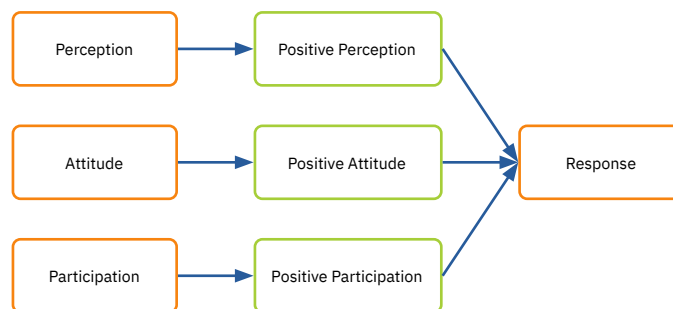 Perception
Positive Perception
Attitude
Positive Attitude
Response
Participation
Positive Participation